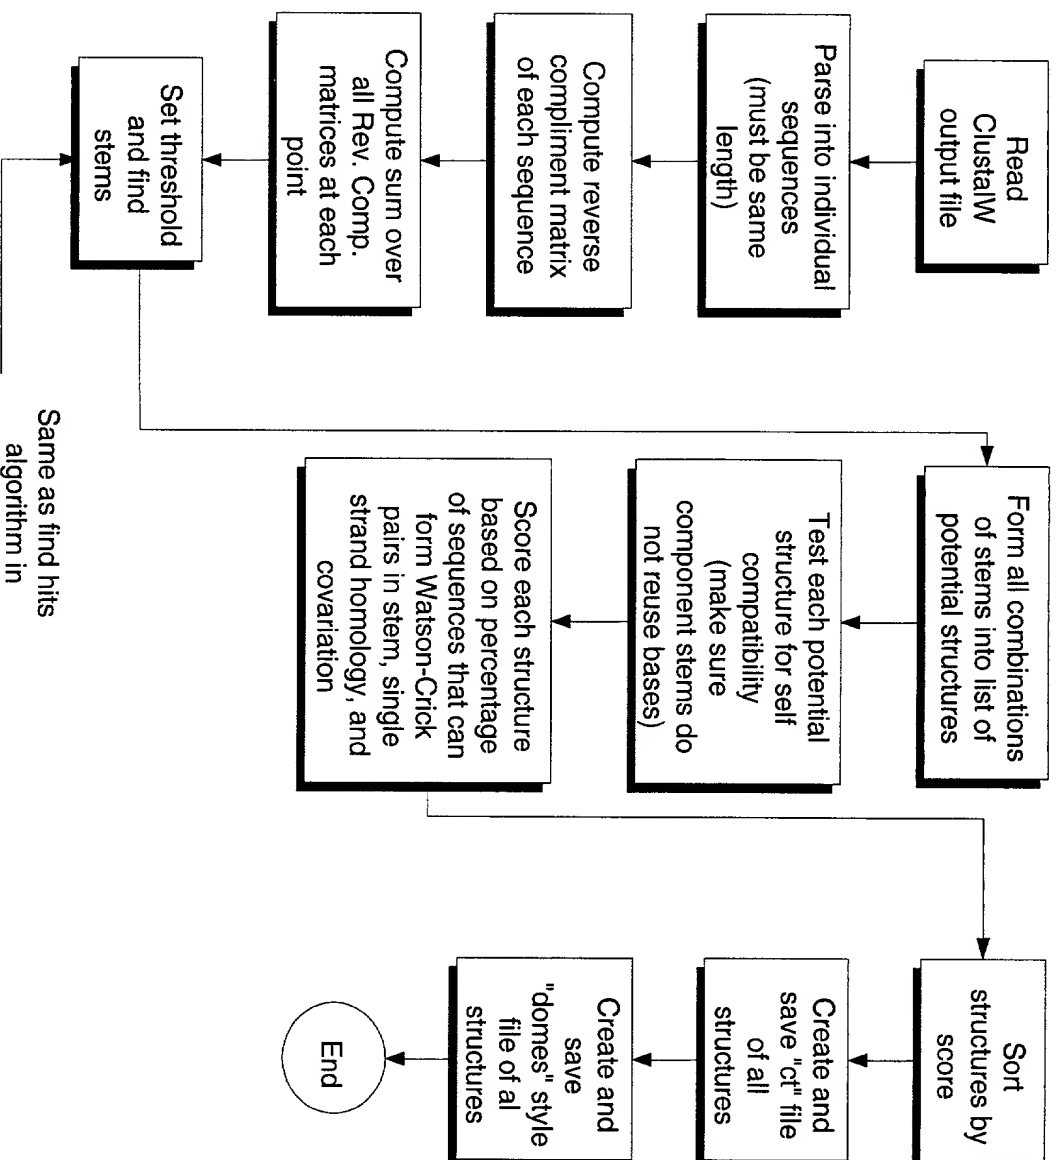 Read
ClustalW
output file
Parse into individual
sequences
(must be same
length)
Compute reverse
compliment matrix
of each sequence
Compute sum over
all Rev. Comp.
matrices at each
point
Set threshold
and find
stems
Same as find hits
algorithm in
Form all combinations
of stems into list of
potential structures
Test each potential
structure for self
compatibility
(make sure
component stems do
not reuse bases)
Score each structure
based on percentage
of sequences that can
form Watson-Crick
pairs in stem, single
strand homology, and
covariation
Sort
structures by
score
Create and
save "ct" file
of all
structures
Create and
save
"domes" style
file of al
structures
End